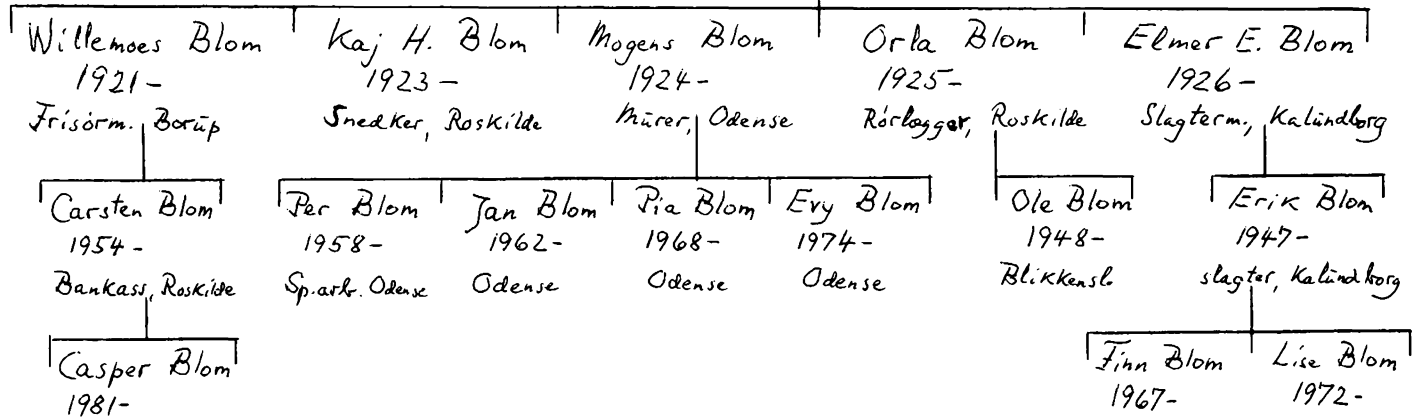 Willemoes Blom
1921-
Frisørm. Borup
Kaj H. Blom
1923-
Snedker, Roskilde
Mogens Blom
1924-
Murer, Odense
Orla Blom
1925-
Rørlægger, Roskilde
Elmer E. Blom
1926-
Slagterm., Kalundborg
Carsten Blom
1954-
Bankass, Roskilde
Per Blom
1958-
Sp.arb. Odense
Jan Blom
1962-
Odense
Pia Blom
1968-
Odense
Evy Blom
1974-
Odense
Ole Blom
1948-
Blikkensl.
Erik Blom
1947-
slagter, Kalundborg
Casper Blom
1981-
Finn Blom
1967-
Lise Blom
1972-